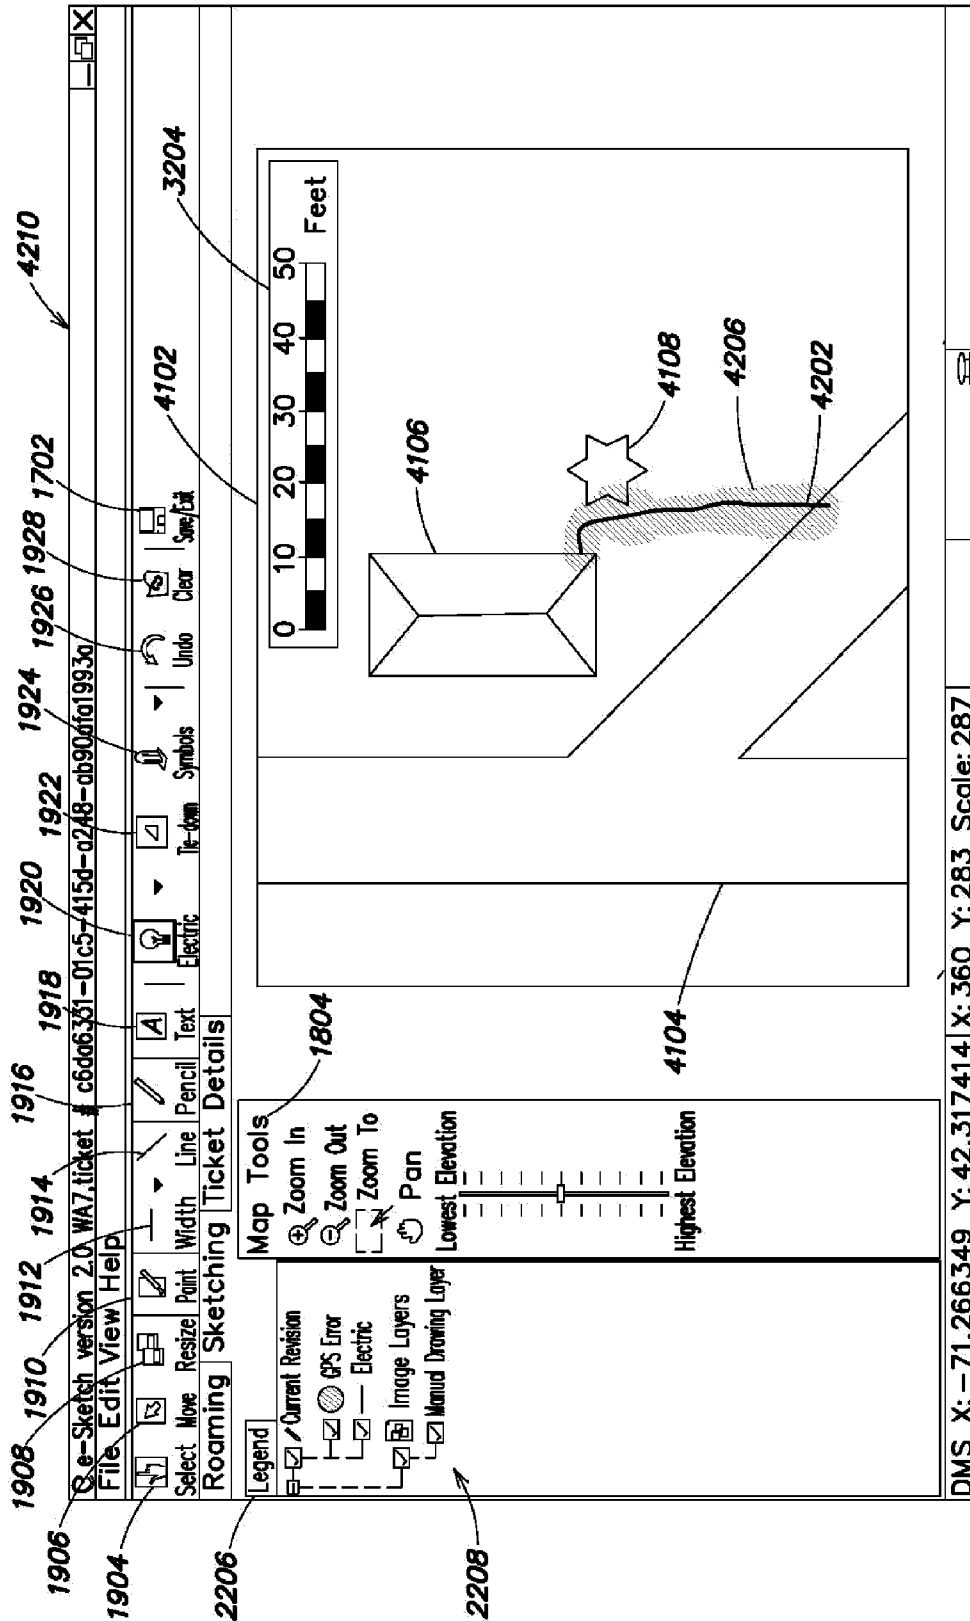 4210
1908 1910 1912 1914 1916 1918 1920 1922 1924 1926 1928 1702
1906
1904
e-Sketch version 2.0 WA7,ticket # c6da6331-01c5-415d-a248-ab90afa1993a
File Edit View Help
Select Move Resize Paint Width Line Pencil Text Electric Tie-down Symbols Undo Clear Save/Exit
Roaming Sketching Ticket Details
2206
Legend
Current Revision
GPS Error
Electric
Image Layers
Manual Drawing Layer
2208
Map Tools
1804
Zoom In
Zoom Out
Zoom To
Pan
Lowest Elevation
Highest Elevation
4102
3204
0 10 20 30 40 50
Feet
4106
4108
4206
4202
4104
DMS X: -71.266349 Y: 42.317414 X: 360 Y: 283 Scale: 287